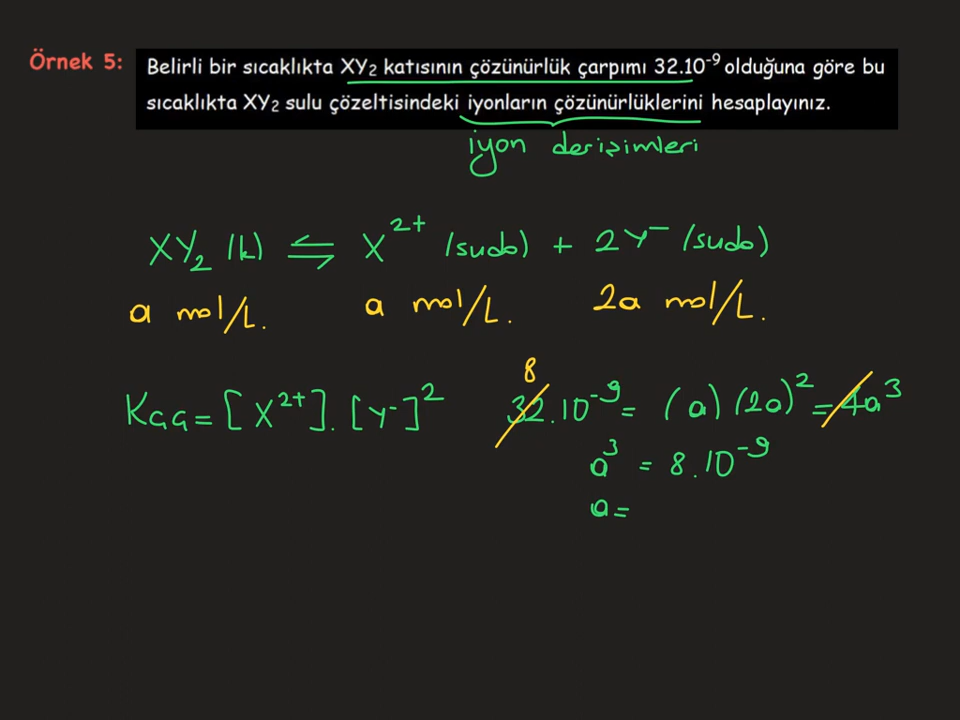 Örnek 5:
Belirli bir sıcaklıkta XY₂ katısının çözünürlük çarpımı 32.10⁻⁹ olduğuna göre bu
sıcaklıkta XY₂ sulu çözeltisindeki iyonların çözünürlüklerini hesaplayınız.
iyon derişimleri
XY₂ (k) ⇌ X²⁺ (suda) + 2Y⁻ (suda)
a mol/L. a mol/L. 2a mol/L.
8
Kçç = [X²⁺]. [Y⁻]² 32.10⁻⁹ = (a) (2a)² = 4a³
a³ = 8.10⁻⁹
a =